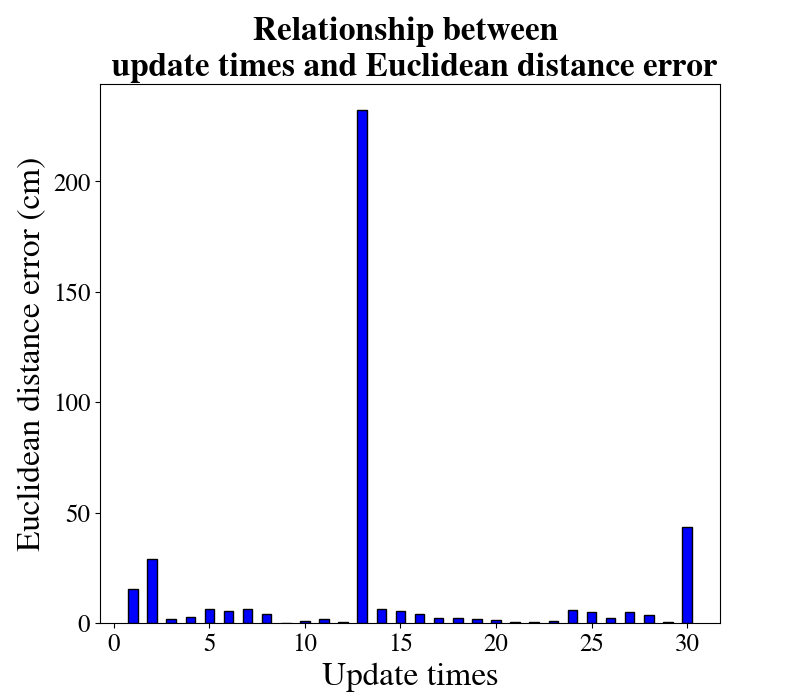 Relationship between
update times and Euclidean distance error
Euclidean distance error (cm)
200
150
100
50
0
0 5 10 15 20 25 30
Update times